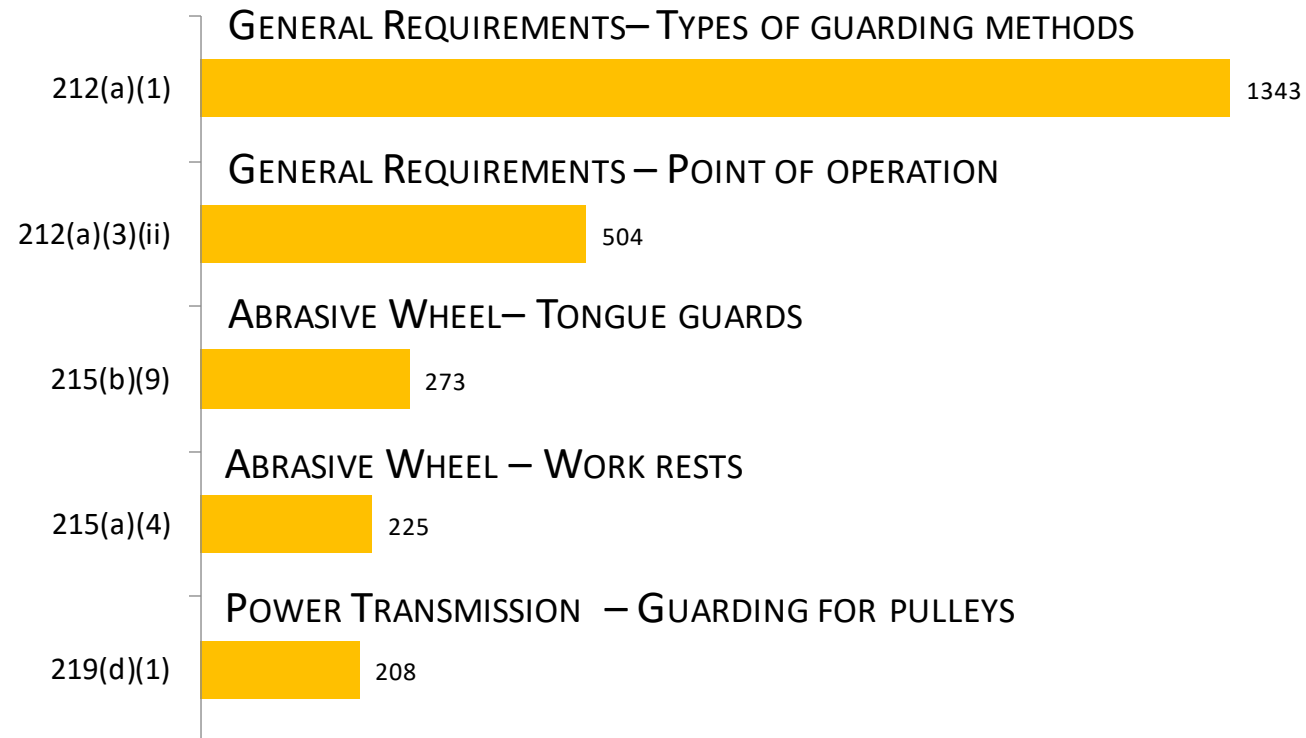 General Requirements– Types of guarding methods
212(a)(1)
1343
General Requirements – Point of operation
212(a)(3)(ii)
504
Abrasive Wheel– Tongue guards
215(b)(9)
273
Abrasive Wheel – Work rests
215(a)(4)
225
Power Transmission – Guarding for pulleys
219(d)(1)
208